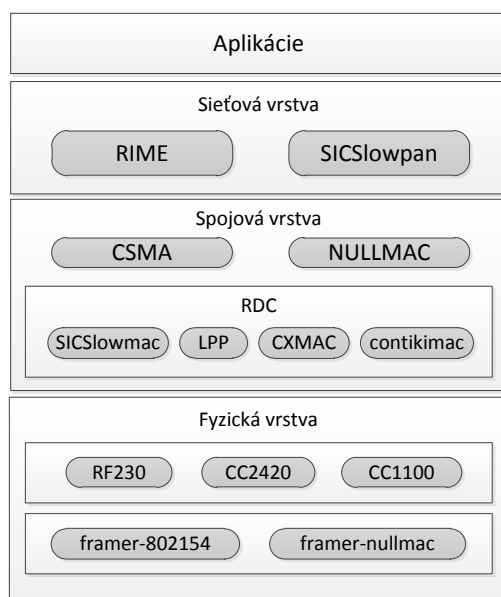 Aplikácie
Sieťová vrstva
RIME SICSlowpan
Spojová vrstva
CSMA NULLMAC
RDC
SICSlowmac LPP CXMAC contikimac
Fyzická vrstva
RF230 CC2420 CC1100
framer-802154 framer-nullmac